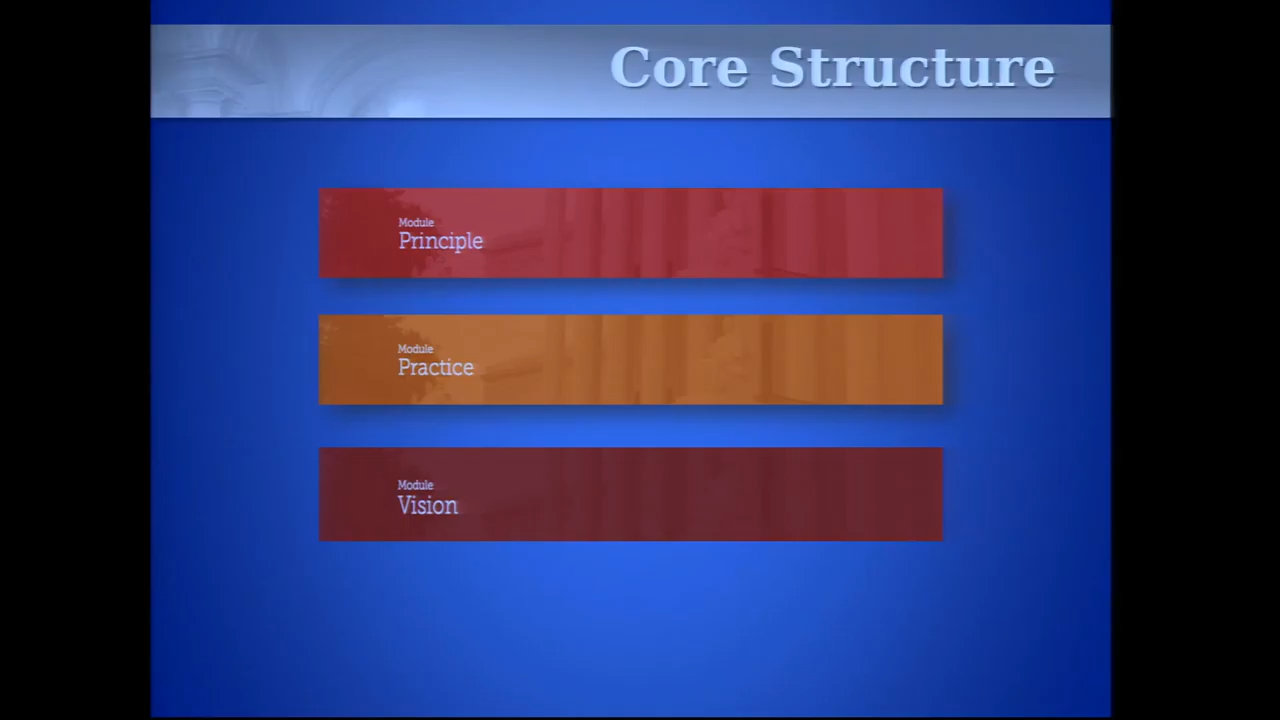 Core Structure
Module
Principle
Module
Practice
Module
Vision